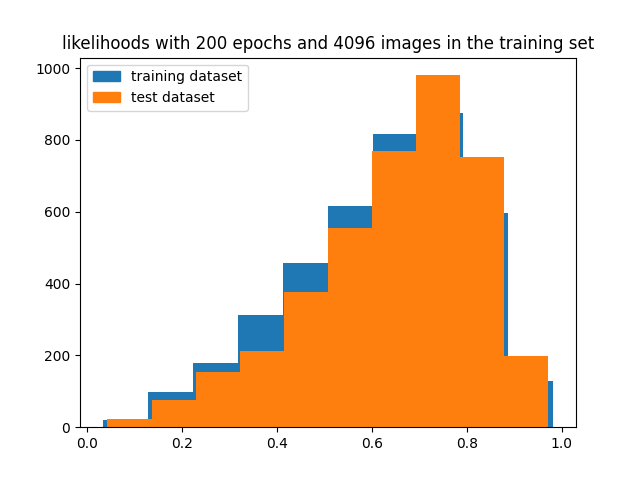 likelihoods with 200 epochs and 4096 images in the training set
1000
800
600
400
200
0
training dataset
test dataset
0.0 0.2 0.4 0.6 0.8 1.0